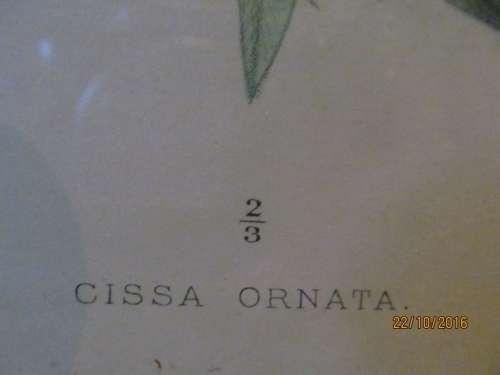 2
3
CISSA ORNATA.
22/10/2016